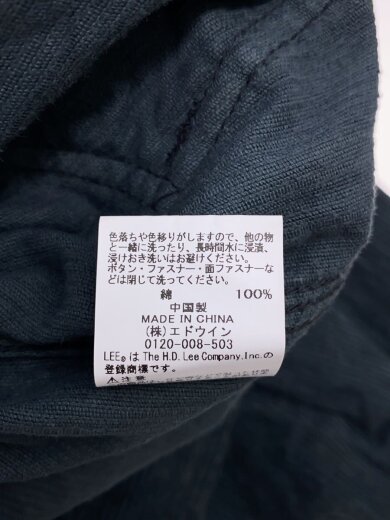 色落ちや色移りがしますので、他の物
と一緒に洗ったり、長時間水に浸漬、
浸けおき洗いはお避けください。
ボタン・ファスナー・面ファスナーな
どは閉じて洗ってください。
綿 100%
中国製
MADE IN CHINA
(株)エドウイン
0120-008-503
LEE®は The H.D. Lee Company, Inc.の
登録商標です。
⚠注意